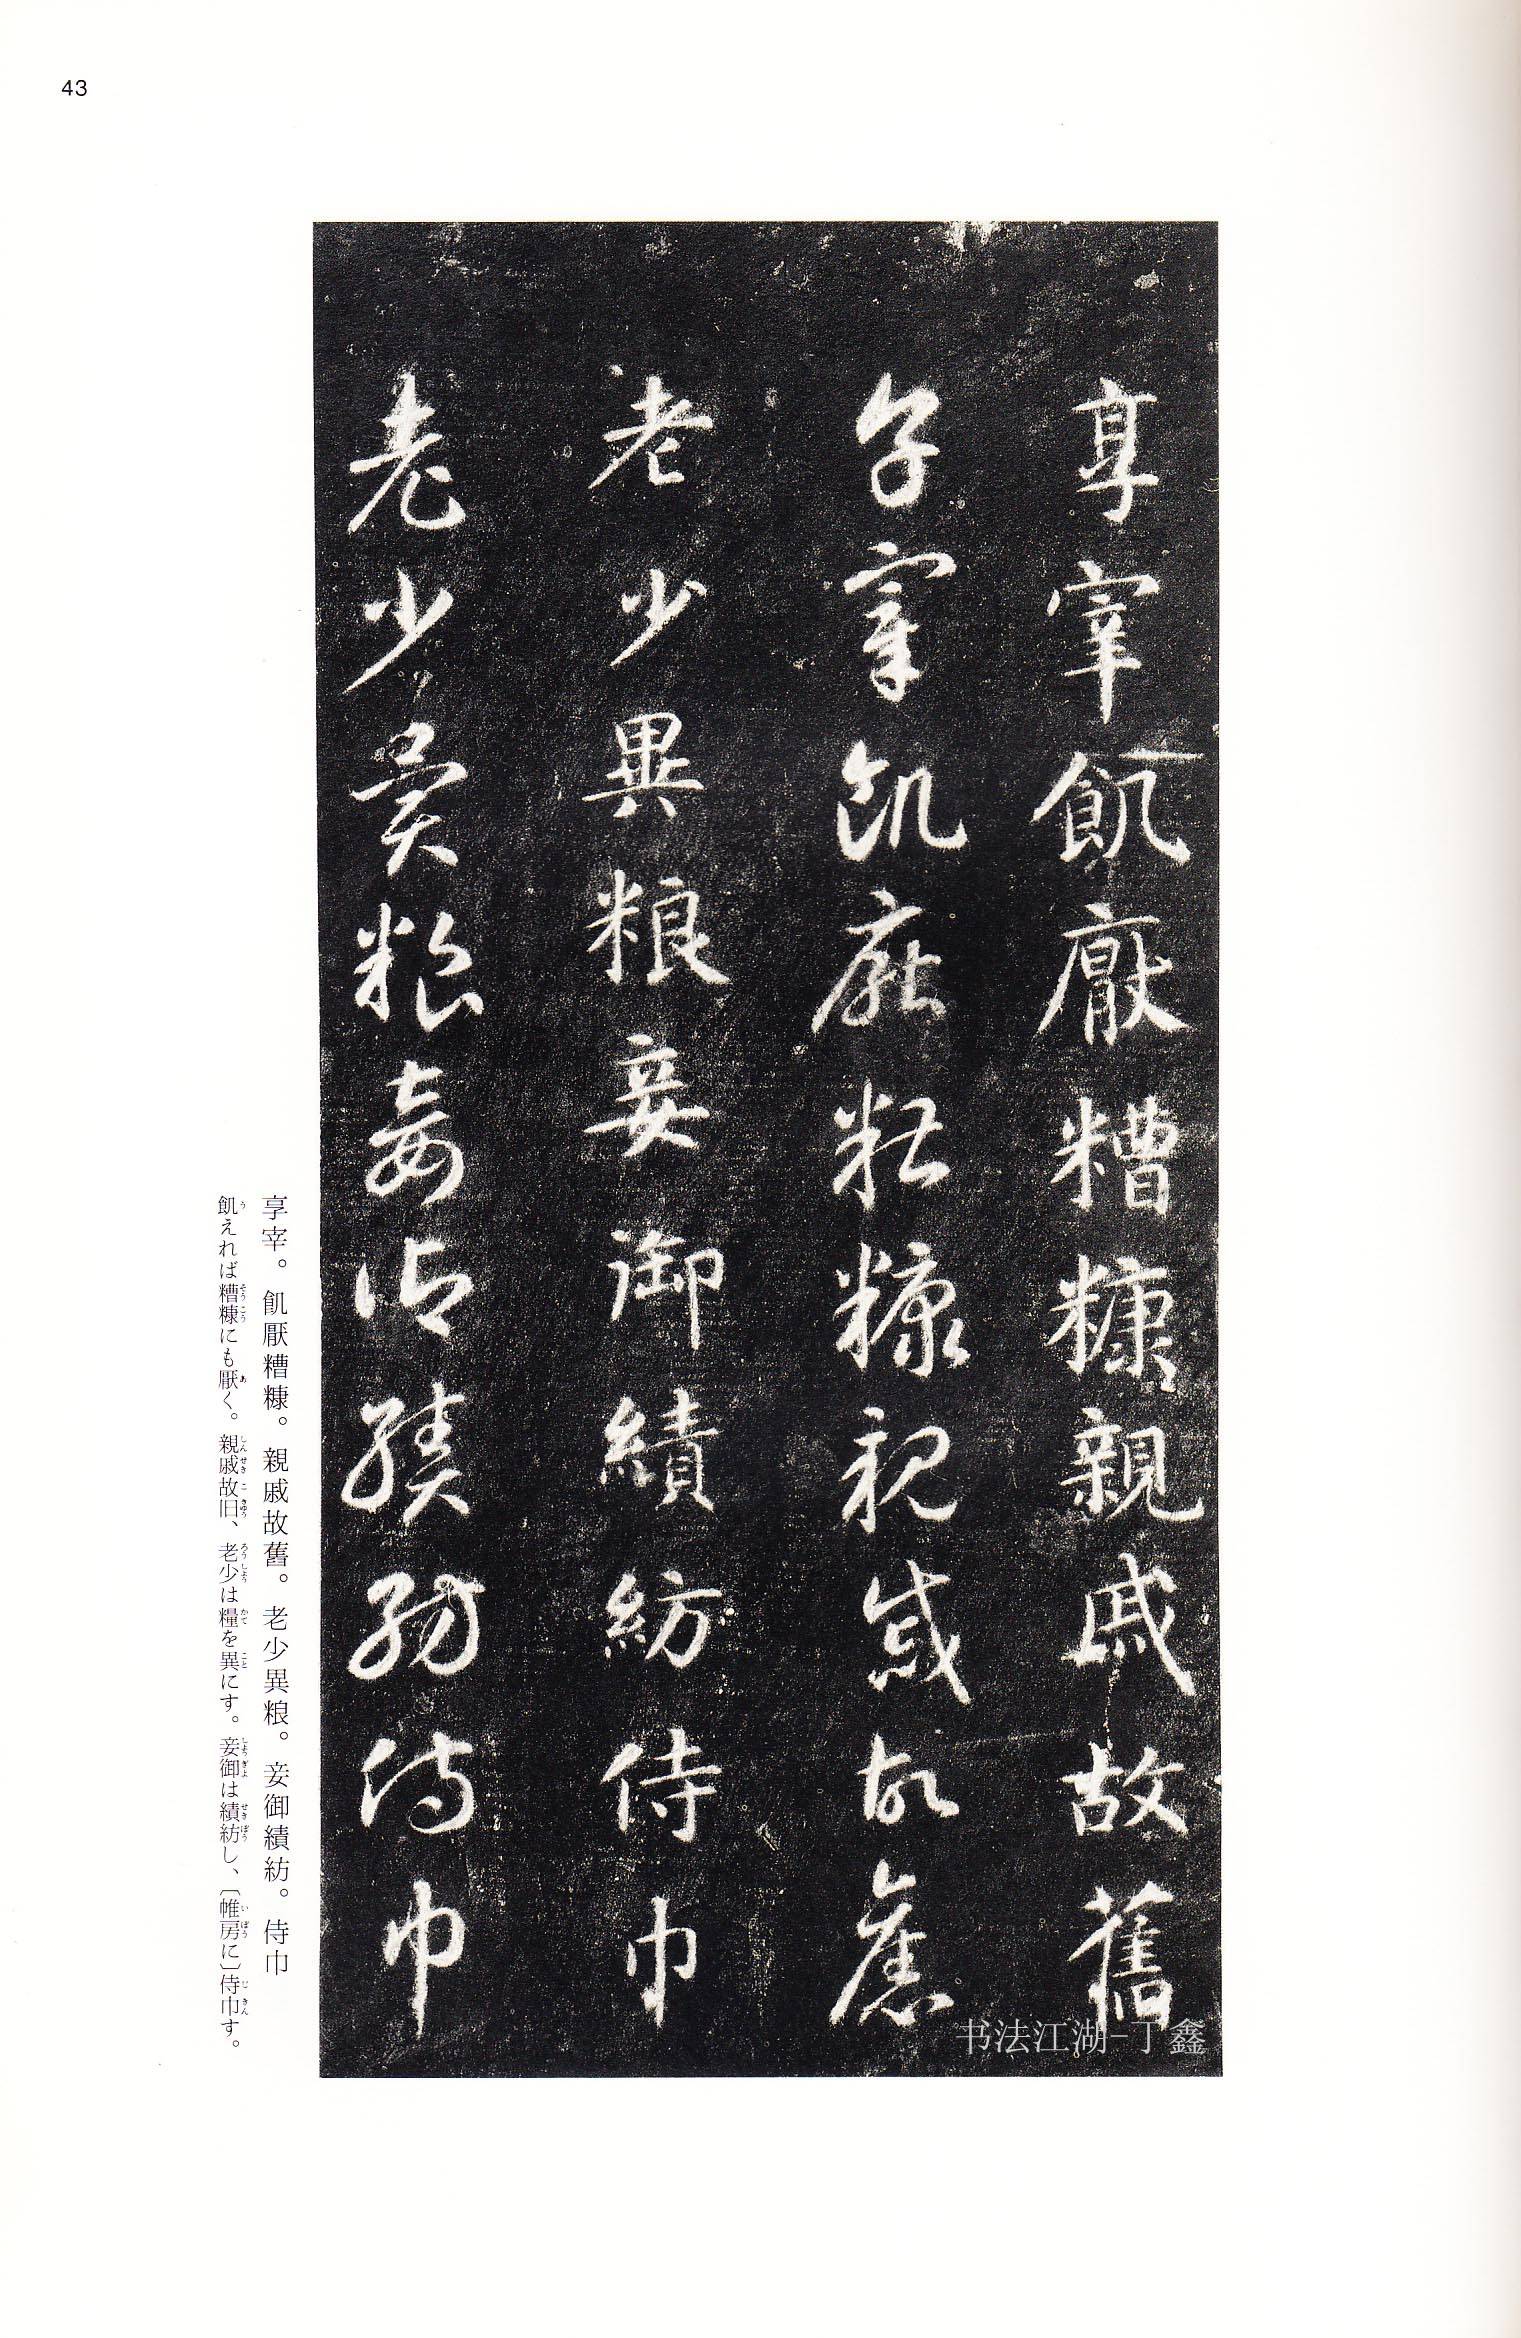 43
享宰飢厭糟糠親戚故舊
享宰飢厭糟糠親戚故舊
老少異粮妾御績紡侍巾
老少異粮妾御績紡侍巾
书法江湖-丁鑫
享宰。飢厭糟糠。親戚故舊。老少異粮。妾御績紡。侍巾
飢えれば糟糠にも厭く。親戚故旧、老少は糧を異にす。妾御は績紡し、〔帷房に〕侍巾す。